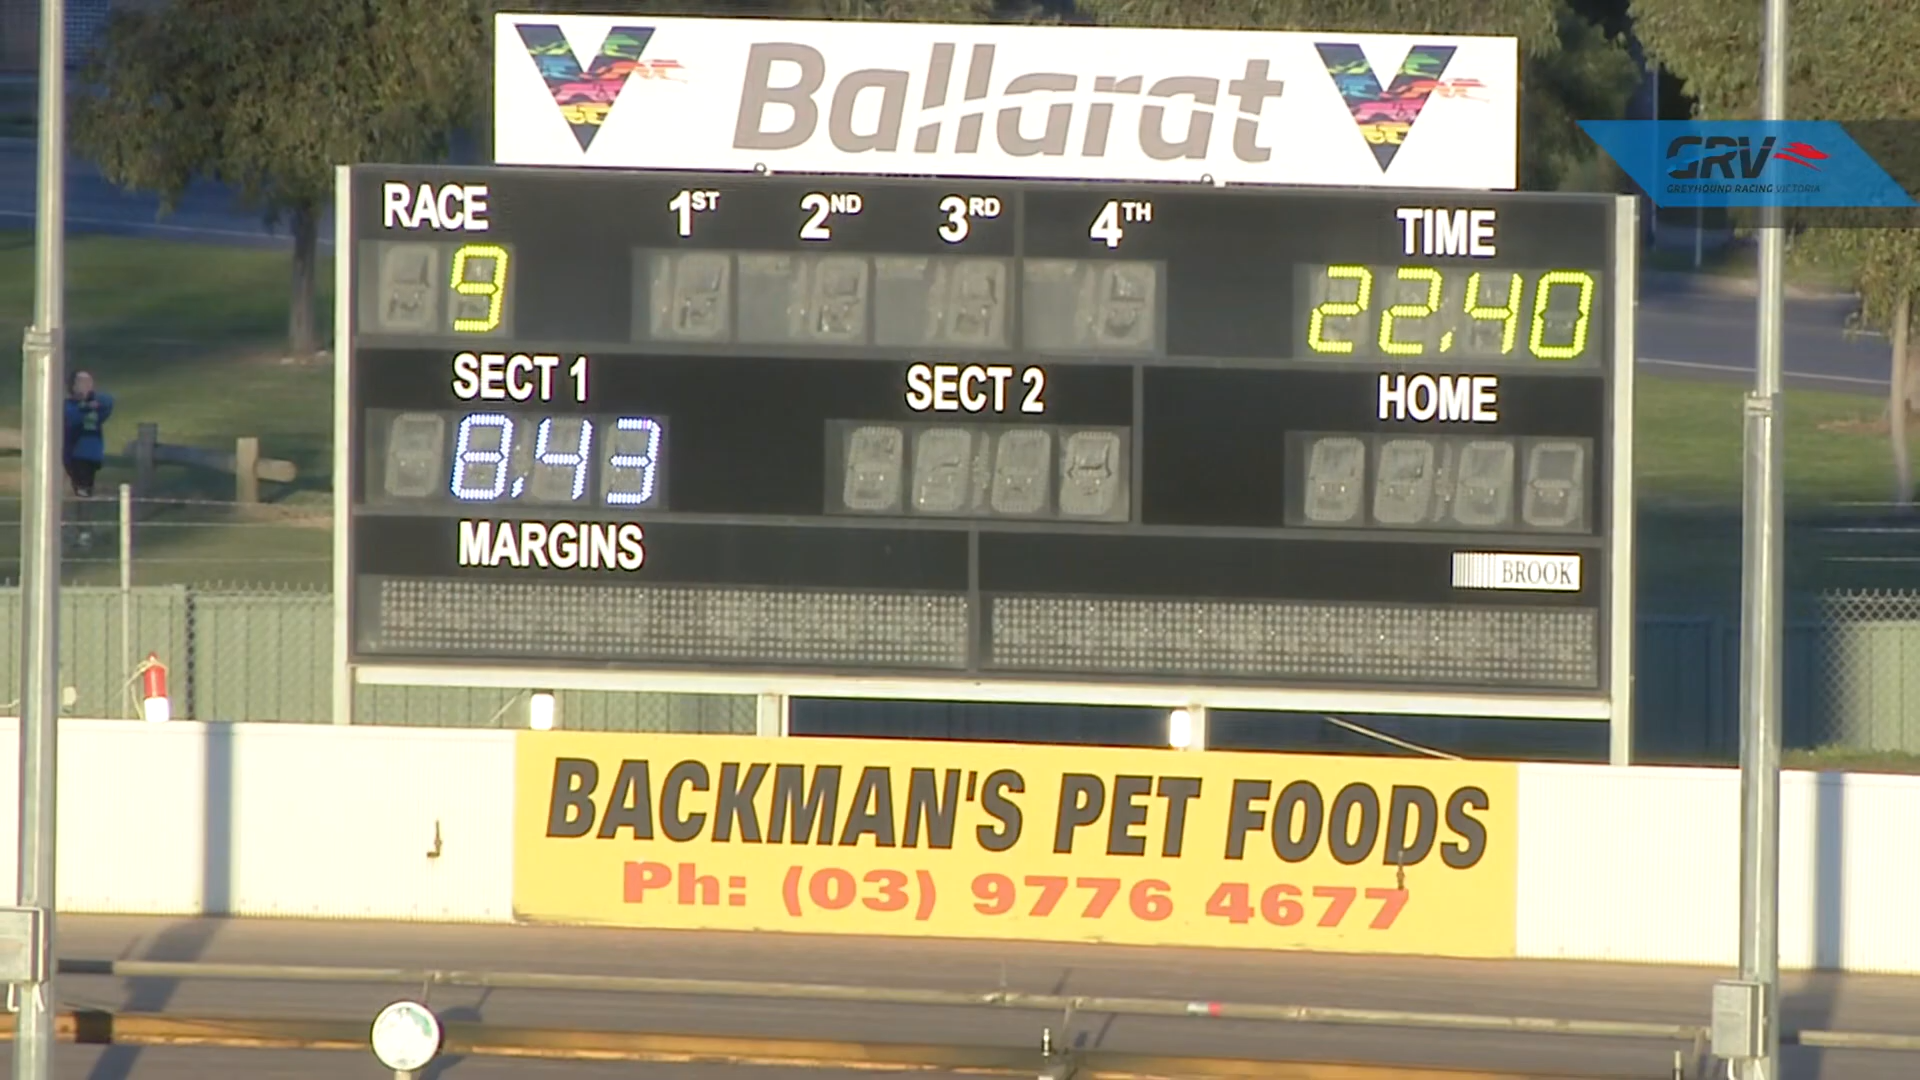 Ballarat
GRV
GREYHOUND RACING VICTORIA
RACE 1ST 2ND 3RD 4TH TIME
9 22.40
SECT 1 SECT 2 HOME
8.43
MARGINS
BROOK
BACKMAN'S PET FOODS
Ph: (03) 9776 4677